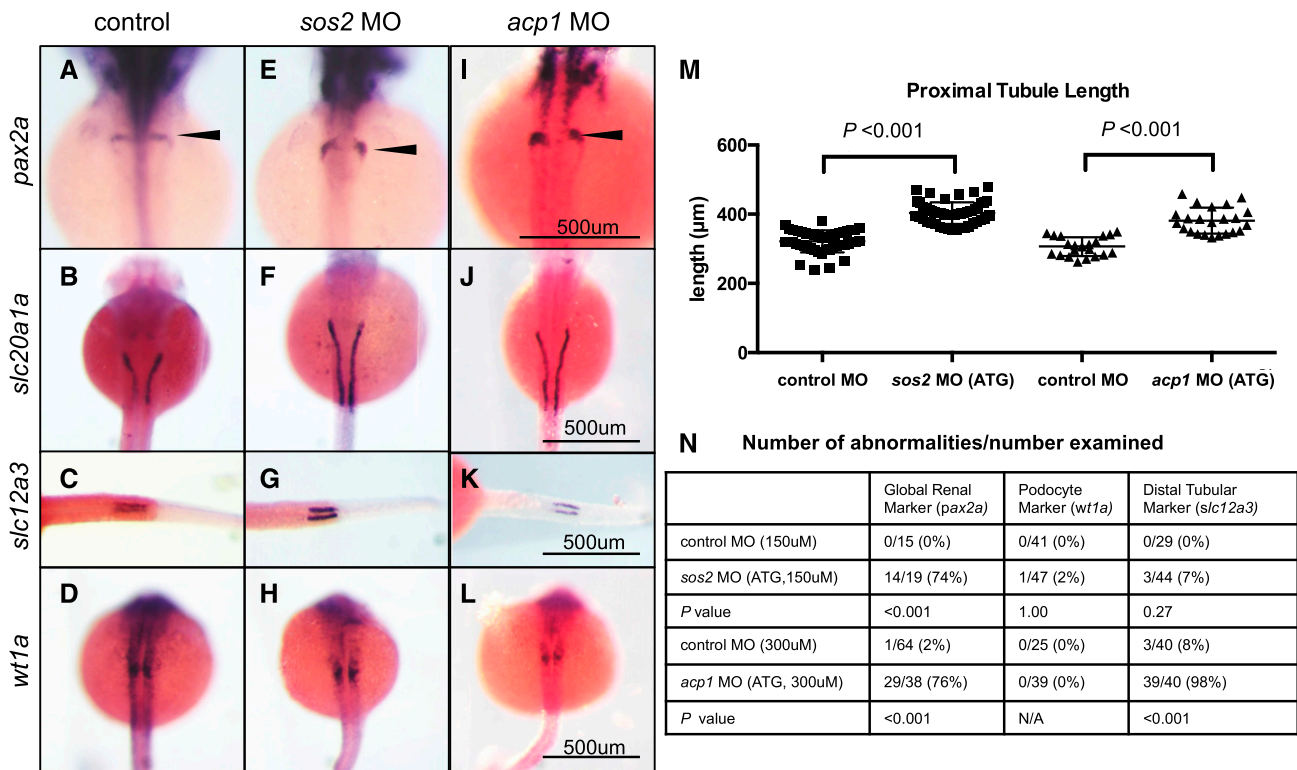 control
sos2 MO
acp1 MO
pax2a
slc20a1a
slc12a3
wt1a
A
E
I
500um
B
F
J
500um
C
G
K
500um
D
H
L
500um
M
Proximal Tubule Length
P <0.001
P <0.001
length (µm)
600
400
200
0
control MO
sos2 MO (ATG)
control MO
acp1 MO (ATG)
N
Number of abnormalities/number examined
Global Renal
Marker (pax2a)
Podocyte
Marker (wt1a)
Distal Tubular
Marker (slc12a3)
control MO (150uM)
0/15 (0%)
0/41 (0%)
0/29 (0%)
sos2 MO (ATG,150uM)
14/19 (74%)
1/47 (2%)
3/44 (7%)
P value
<0.001
1.00
0.27
control MO (300uM)
1/64 (2%)
0/25 (0%)
3/40 (8%)
acp1 MO (ATG, 300uM)
29/38 (76%)
0/39 (0%)
39/40 (98%)
P value
<0.001
N/A
<0.001